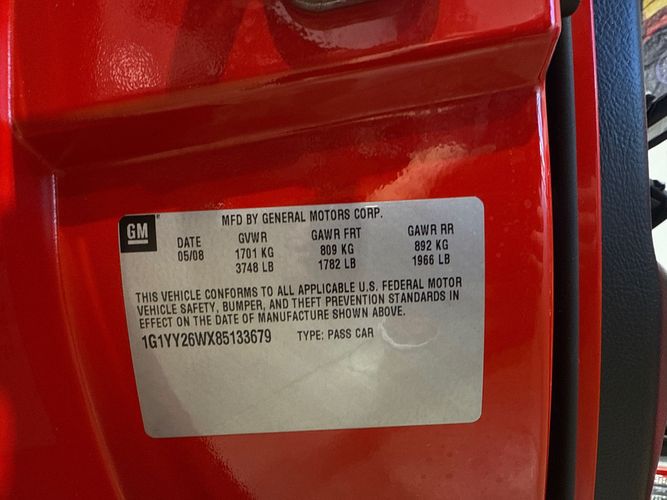 GM
MFD BY GENERAL MOTORS CORP.
DATE GVWR GAWR FRT GAWR RR
05/08 1701 KG 809 KG 892 KG
3748 LB 1782 LB 1966 LB
THIS VEHICLE CONFORMS TO ALL APPLICABLE U.S. FEDERAL MOTOR
VEHICLE SAFETY, BUMPER, AND THEFT PREVENTION STANDARDS IN
EFFECT ON THE DATE OF MANUFACTURE SHOWN ABOVE.
1G1YY26WX85133679 TYPE: PASS CAR